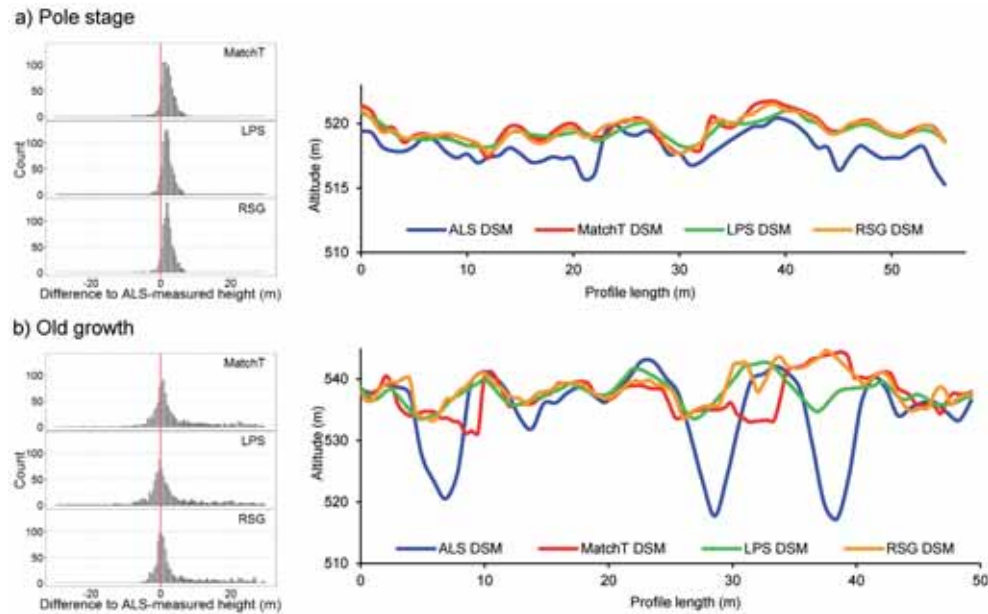 a) Pole stage
MatchT
100
50
0
LPS
100
50
0
RSG
100
50
0
Count
-20 0 20
Difference to ALS-measured height (m)
520
515
510
Altitude (m)
ALS DSM MatchT DSM LPS DSM RSG DSM
0 10 20 30 40 50
Profile length (m)
b) Old growth
MatchT
100
50
0
LPS
100
50
0
RSG
100
50
0
Count
-20 0 20
Difference to ALS-measured height (m)
540
530
520
510
Altitude (m)
ALS DSM MatchT DSM LPS DSM RSG DSM
0 10 20 30 40 50
Profile length (m)